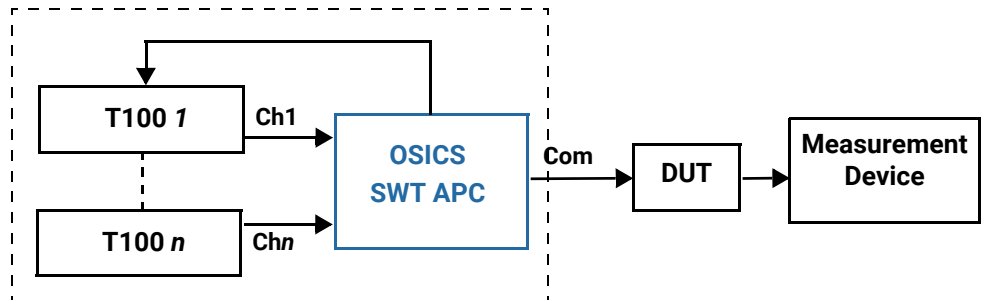 T100 1
Ch1
OSICS
SWT APC
Com
DUT
Measurement
Device
T100 n
Chn